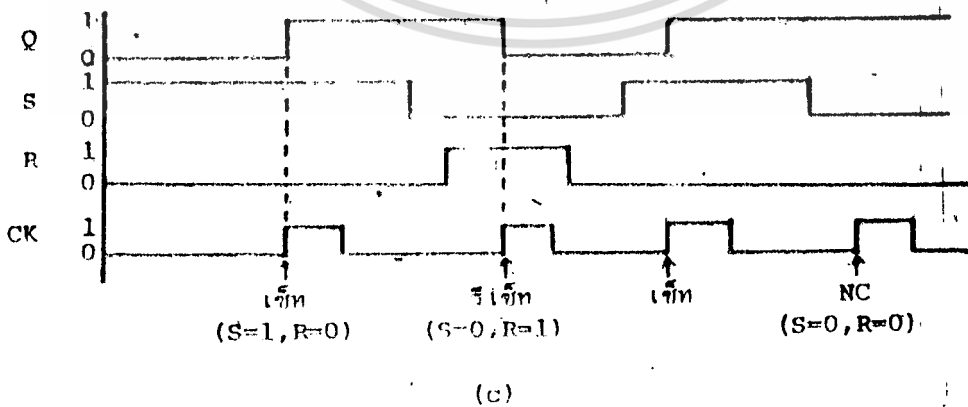 Q 1
0
S 1
0
R 1
0
CK 1
0
เซ็ท รีเซ็ท เซ็ท NC
(S=1,R=0) (S=0,R=1) (S=0,R=0)
(c)